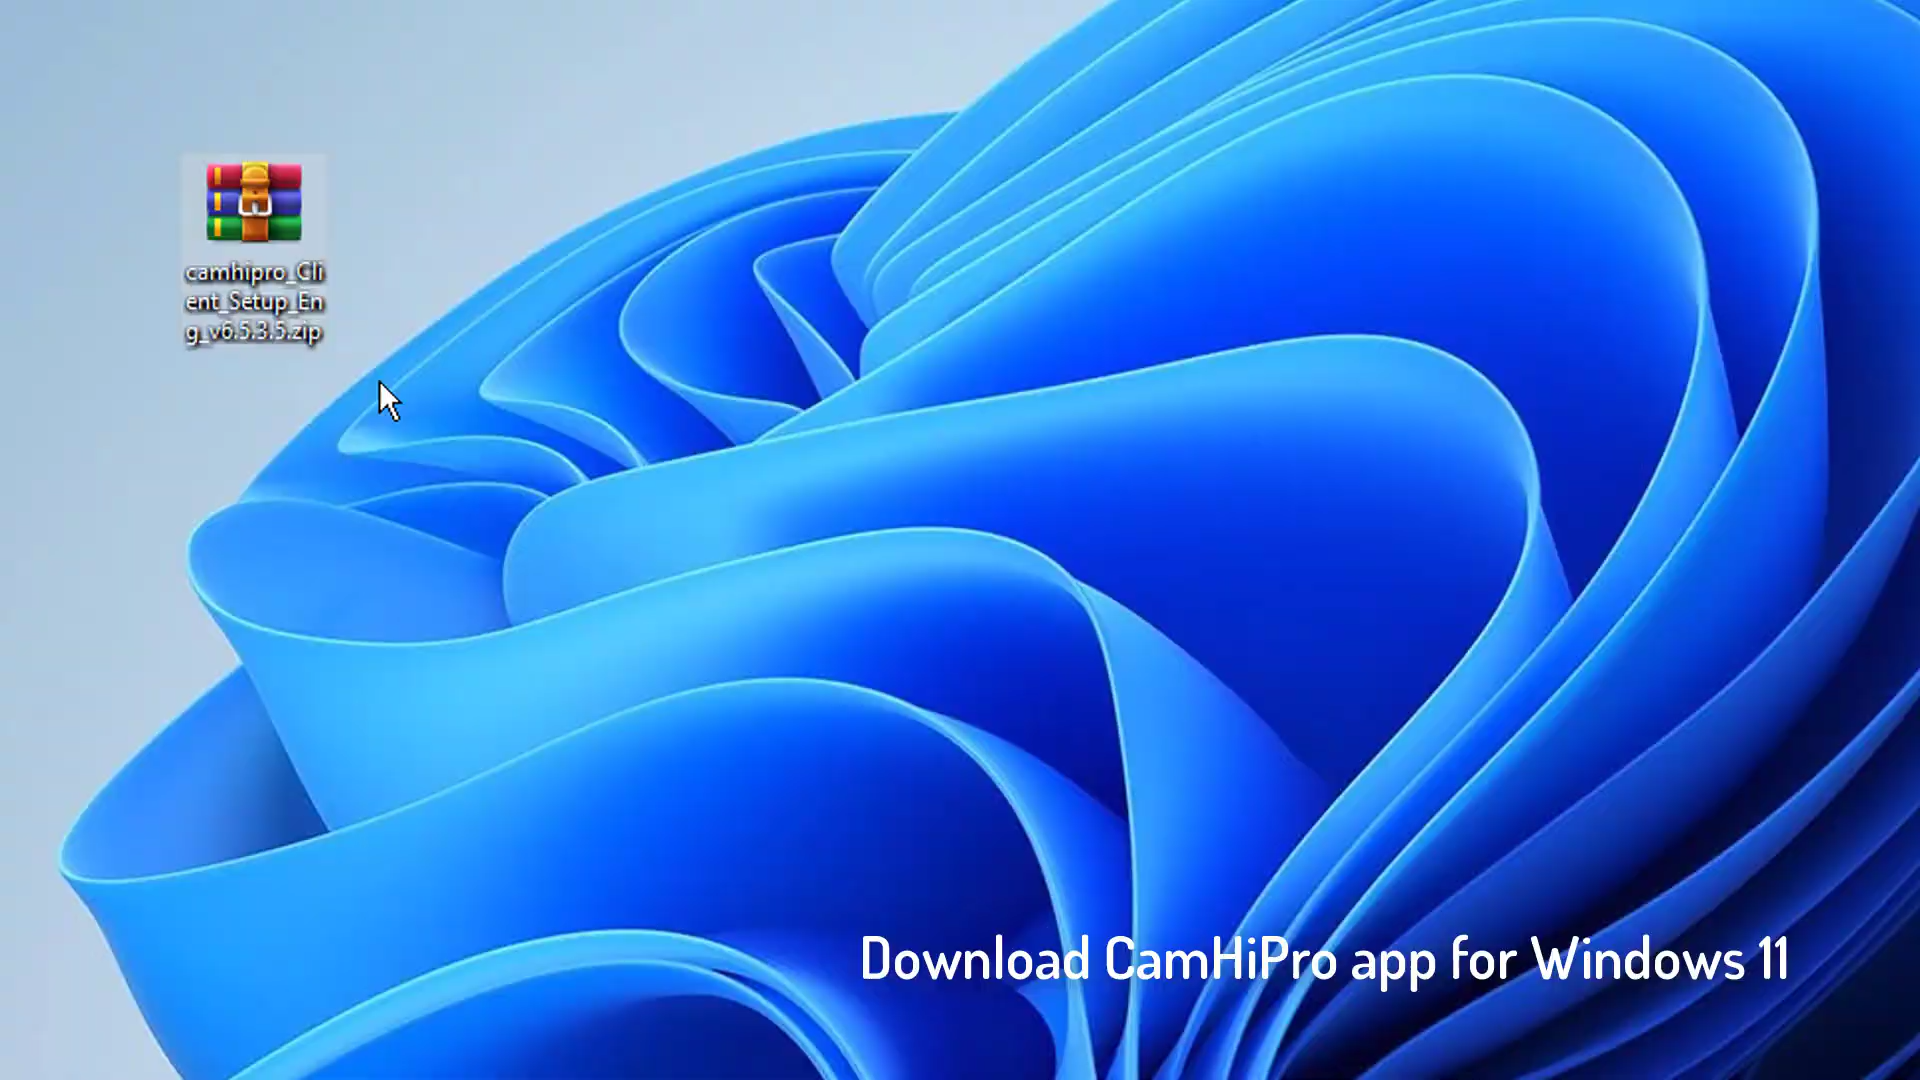 camhipro_Cli
ent_Setup_En
g_v6.5.3.5.zip
Download CamHiPro app for Windows 11